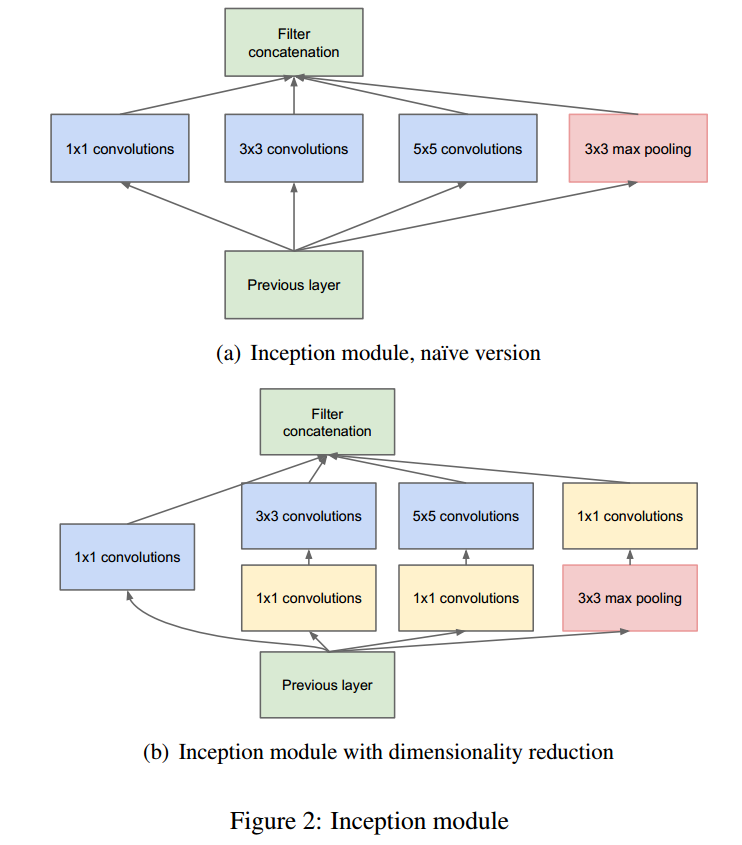 Filter
concatenation
1x1 convolutions
3x3 convolutions
5x5 convolutions
3x3 max pooling
Previous layer
(a) Inception module, naïve version
Filter
concatenation
3x3 convolutions
5x5 convolutions
1x1 convolutions
1x1 convolutions
1x1 convolutions
1x1 convolutions
3x3 max pooling
Previous layer
(b) Inception module with dimensionality reduction
Figure 2: Inception module